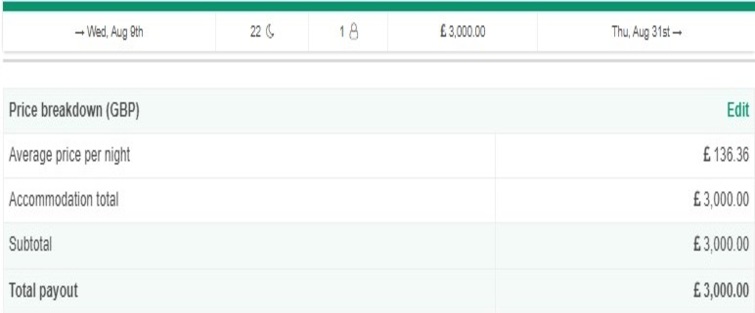 → Wed, Aug 9th 22 1 £ 3,000.00 Thu, Aug 31st →
Price breakdown (GBP) Edit
Average price per night £ 136.36
Accommodation total £ 3,000.00
Subtotal £ 3,000.00
Total payout £ 3,000.00